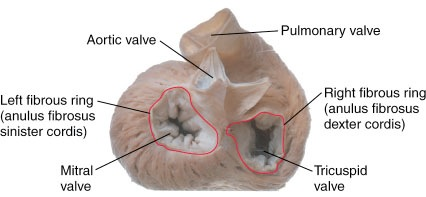 Pulmonary valve
Aortic valve
Left fibrous ring
(anulus fibrosus
sinister cordis)
Right fibrous ring
(anulus fibrosus
dexter cordis)
Mitral
valve
Tricuspid
valve